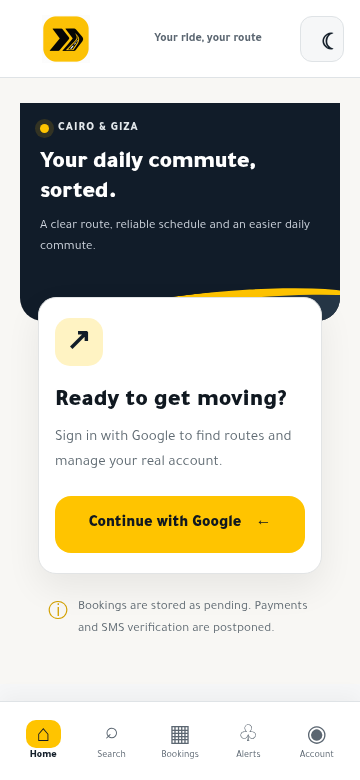 Your ride, your route
CAIRO & GIZA
Your daily commute,
sorted.
A clear route, reliable schedule and an easier daily
commute.
Ready to get moving?
Sign in with Google to find routes and
manage your real account.
Continue with Google ←
Bookings are stored as pending. Payments
and SMS verification are postponed.
Home
Search
Bookings
Alerts
Account